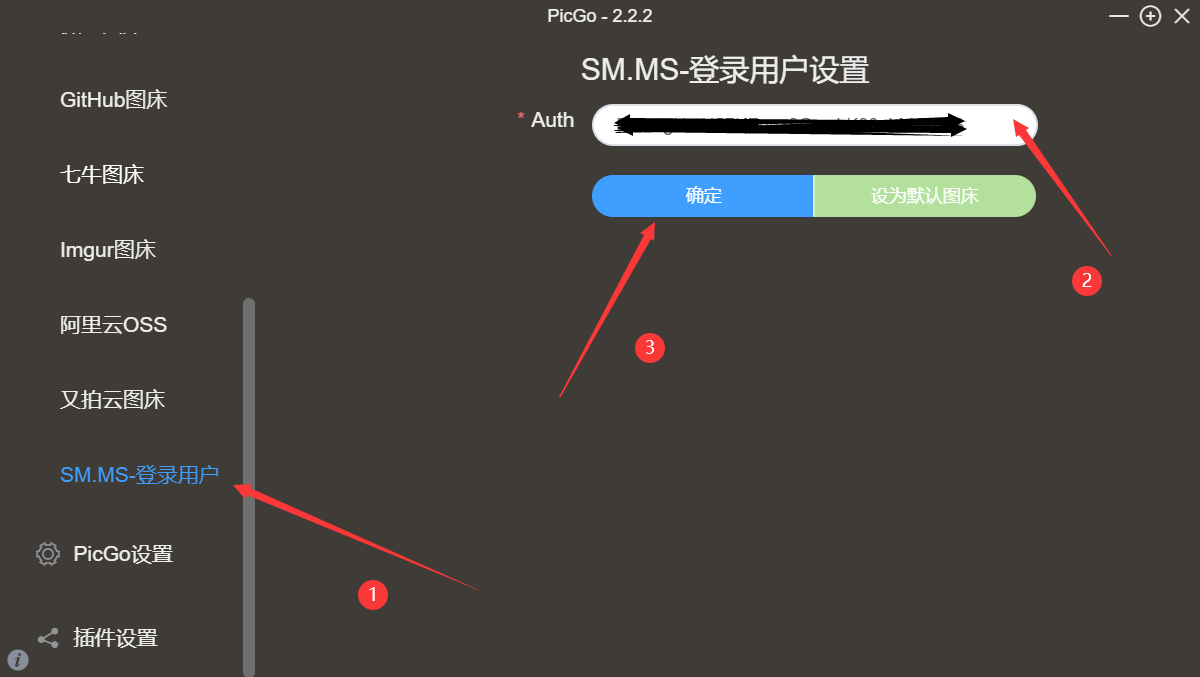 PicGo - 2.2.2
SM.MS-登录用户设置
* Auth
确定
设为默认图床
GitHub图床
七牛图床
Imgur图床
阿里云OSS
又拍云图床
SM.MS-登录用户
PicGo设置
插件设置
2
3
1